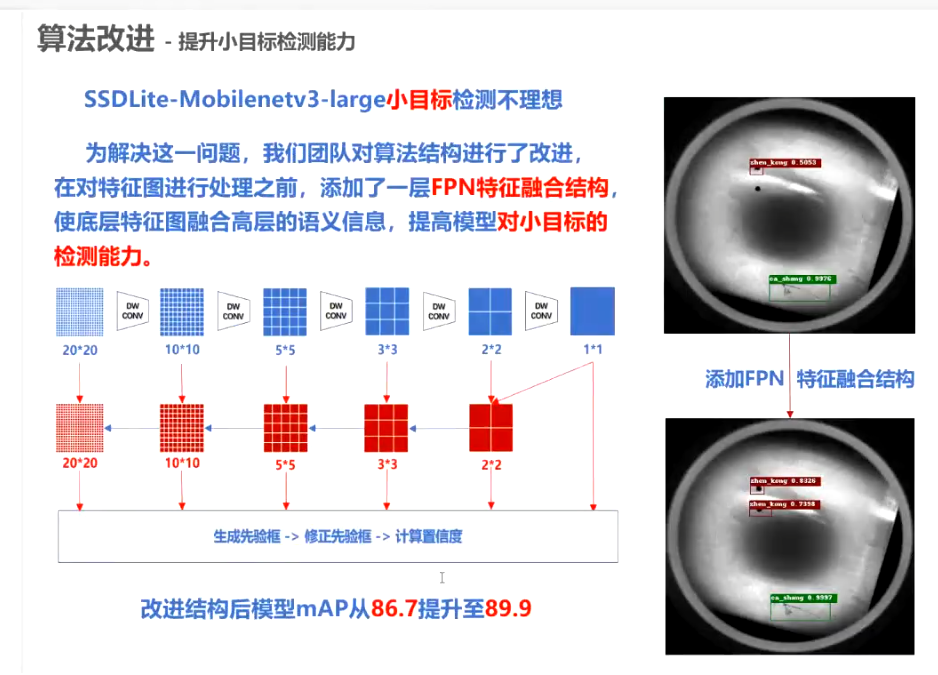 算法改进 - 提升小目标检测能力
SSDLite-Mobilenetv3-large小目标检测不理想
为解决这一问题，我们团队对算法结构进行了改进，
在对特征图进行处理之前，添加了一层FPN特征融合结构，
使底层特征图融合高层的语义信息，提高模型对小目标的
检测能力。
DW CONV
DW CONV
DW CONV
DW CONV
DW CONV
20*20 10*10 5*5 3*3 2*2 1*1
20*20 10*10 5*5 3*3 2*2
生成先验框 -> 修正先验框 -> 计算置信度
改进结构后模型mAP从86.7提升至89.9
zhen_kong 0.5053
ca_shang 0.9976
添加FPN 特征融合结构
zhen_kong 0.8326
zhen_kong 0.7398
ca_shang 0.9997